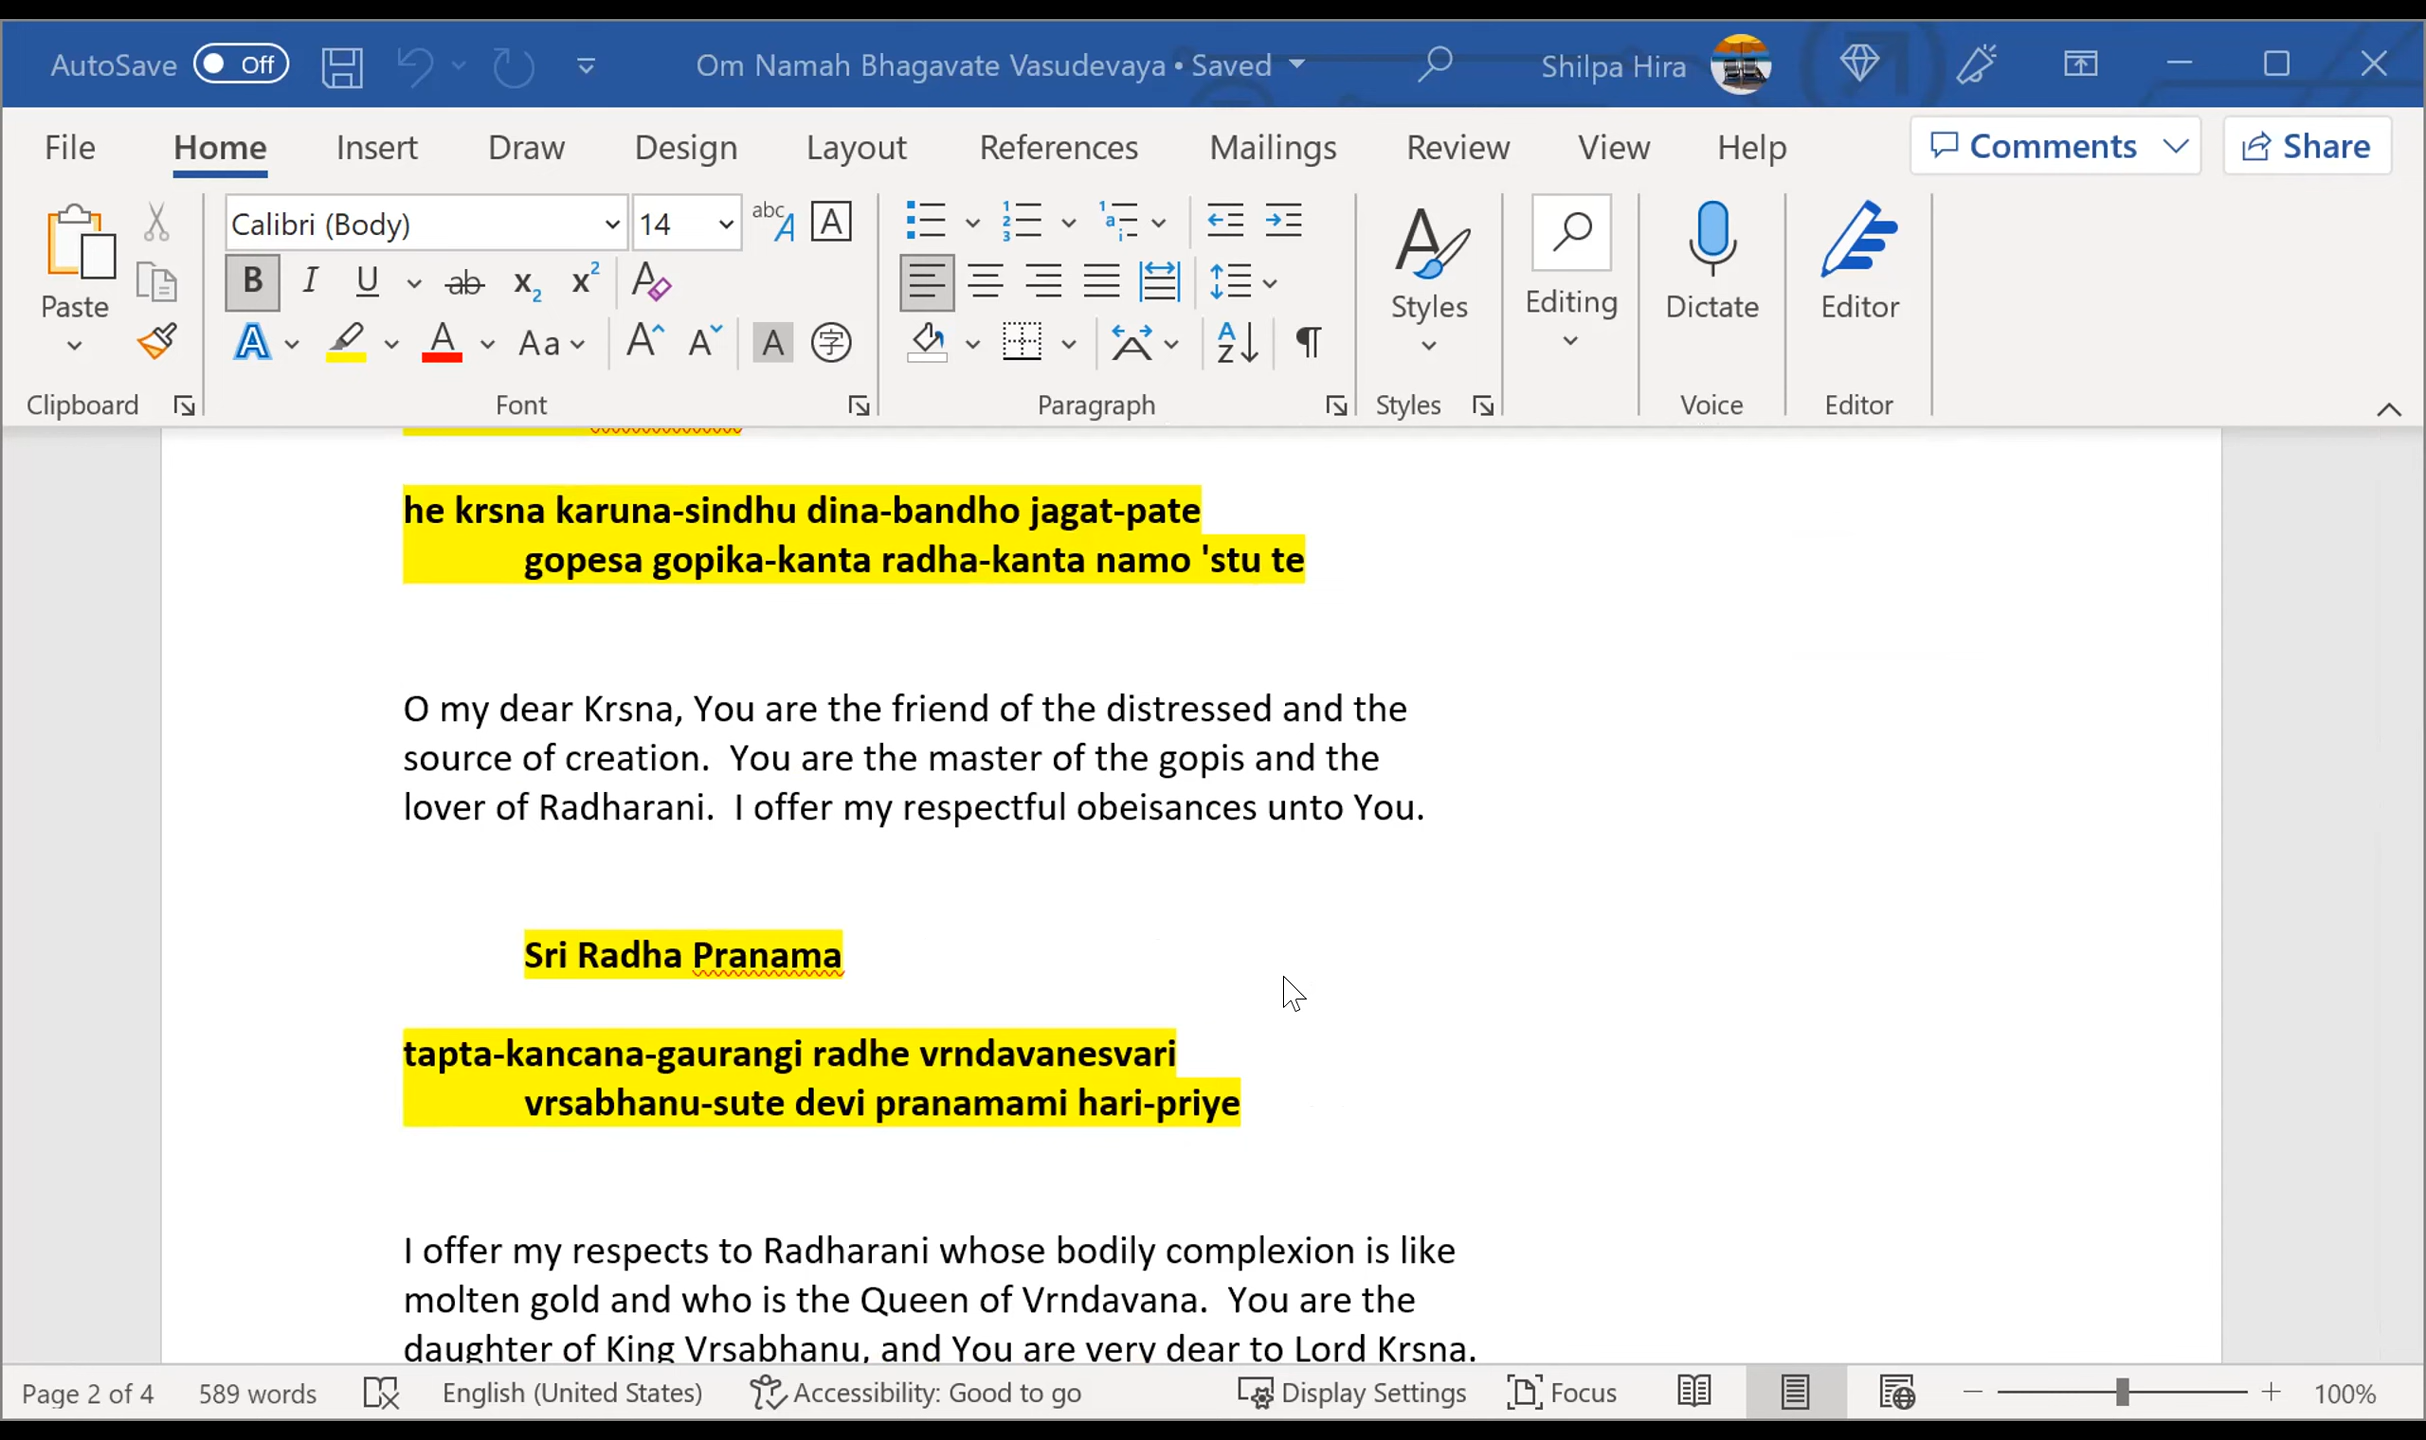 AutoSave Off Om Namah Bhagavate Vasudevaya • Saved Shilpa Hira
File Home Insert Draw Design Layout References Mailings Review View Help Comments Share
Calibri (Body) 14
Paste Styles Editing Dictate Editor
Clipboard Font Paragraph Styles Voice Editor
he krsna karuna-sindhu dina-bandho jagat-pate
gopesa gopika-kanta radha-kanta namo 'stu te
O my dear Krsna, You are the friend of the distressed and the
source of creation.  You are the master of the gopis and the
lover of Radharani.  I offer my respectful obeisances unto You.
Sri Radha Pranama
tapta-kancana-gaurangi radhe vrndavanesvari
vrsabhanu-sute devi pranamami hari-priye
I offer my respects to Radharani whose bodily complexion is like
molten gold and who is the Queen of Vrndavana.  You are the
daughter of King Vrsabhanu, and You are very dear to Lord Krsna.
Page 2 of 4 589 words English (United States) Accessibility: Good to go Display Settings Focus 100%